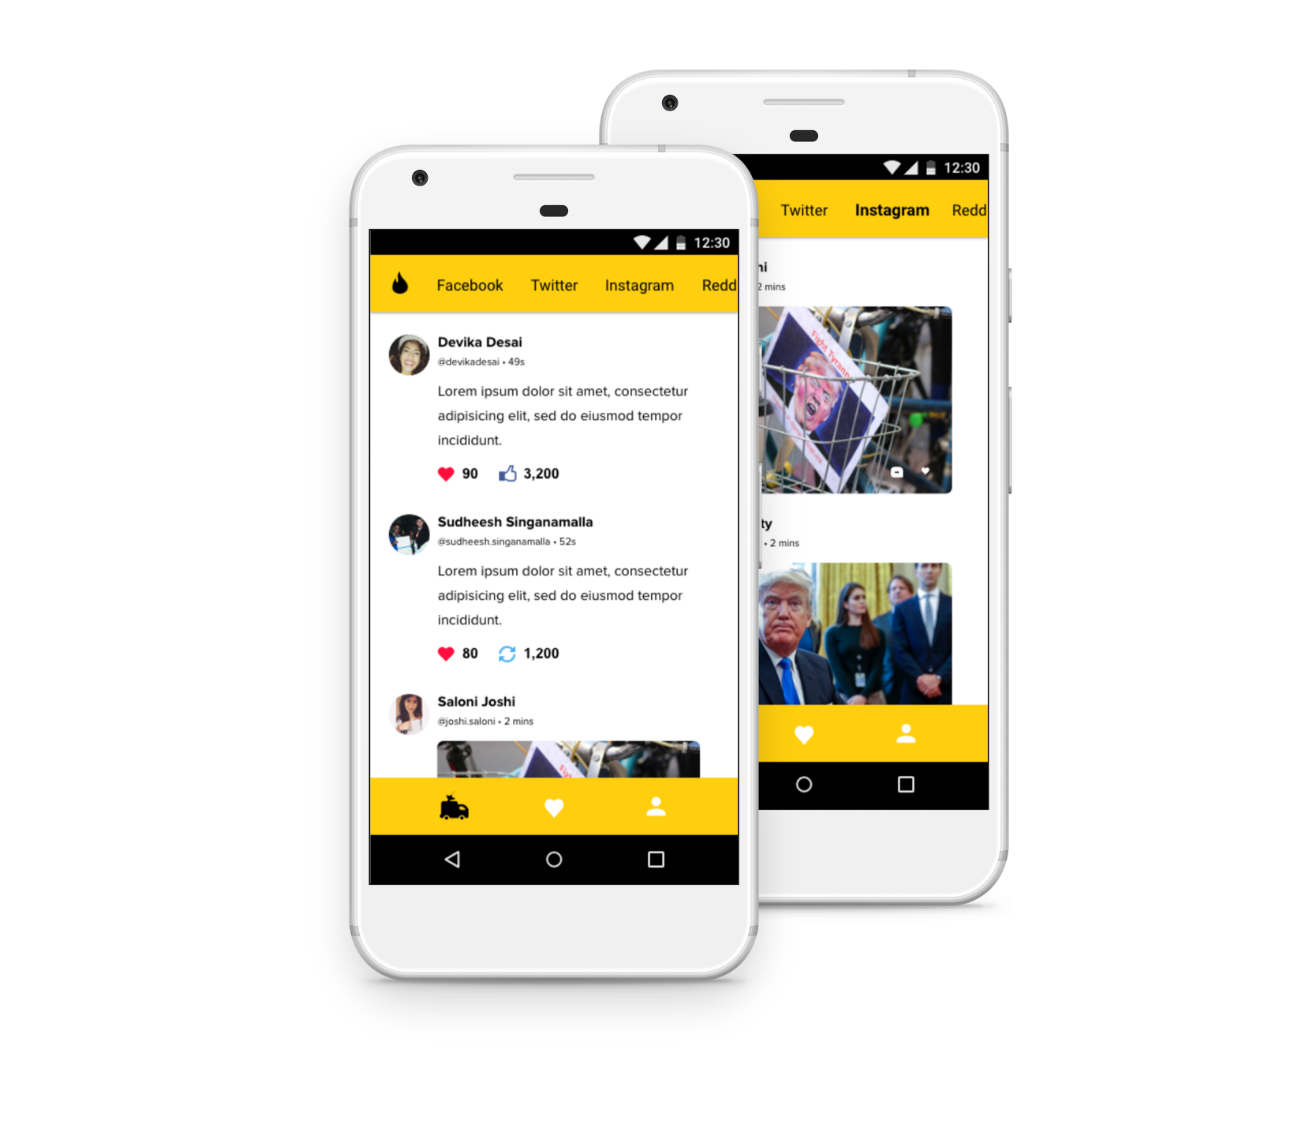 12:30
Facebook Twitter Instagram Redd
Devika Desai
@devikadesai • 49s
Lorem ipsum dolor sit amet, consectetur
adipisicing elit, sed do eiusmod tempor
incididunt.
90 3,200
Sudheesh Singanamalla
@sudheesh.singanamalla • 52s
Lorem ipsum dolor sit amet, consectetur
adipisicing elit, sed do eiusmod tempor
incididunt.
80 1,200
Saloni Joshi
@joshi.saloni • 2 mins
12:30
Twitter Instagram Redd
hi
2 mins
Fight Tyranny
ty
• 2 mins